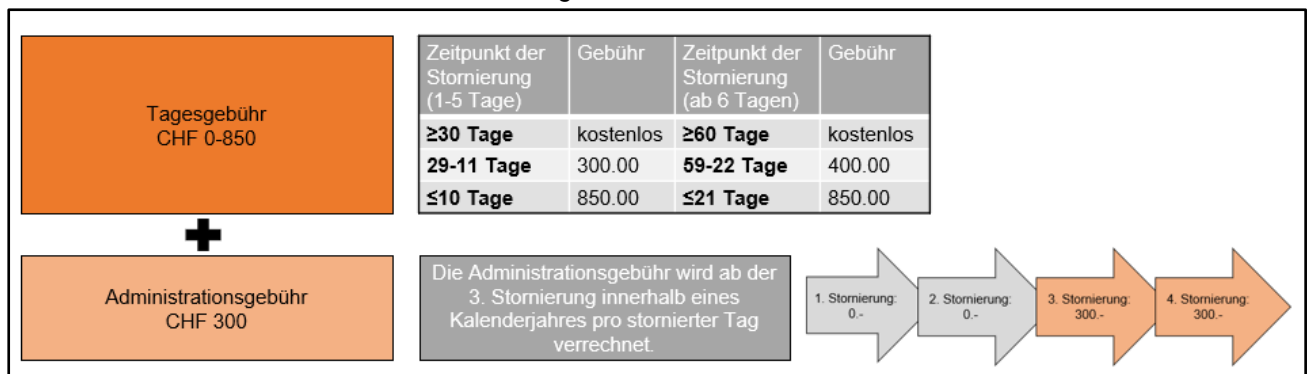 Tagesgebühr
CHF 0-850
Zeitpunkt der Stornierung (1-5 Tage) Gebühr Zeitpunkt der Stornierung (ab 6 Tagen) Gebühr
≥30 Tage kostenlos ≥60 Tage kostenlos
29-11 Tage 300.00 59-22 Tage 400.00
≤10 Tage 850.00 ≤21 Tage 850.00
Administrationsgebühr
CHF 300
Die Administrationsgebühr wird ab der
3. Stornierung innerhalb eines
Kalenderjahres pro stornierter Tag
verrechnet.
1. Stornierung:
0.-
2. Stornierung:
0.-
3. Stornierung:
300.-
4. Stornierung:
300.-